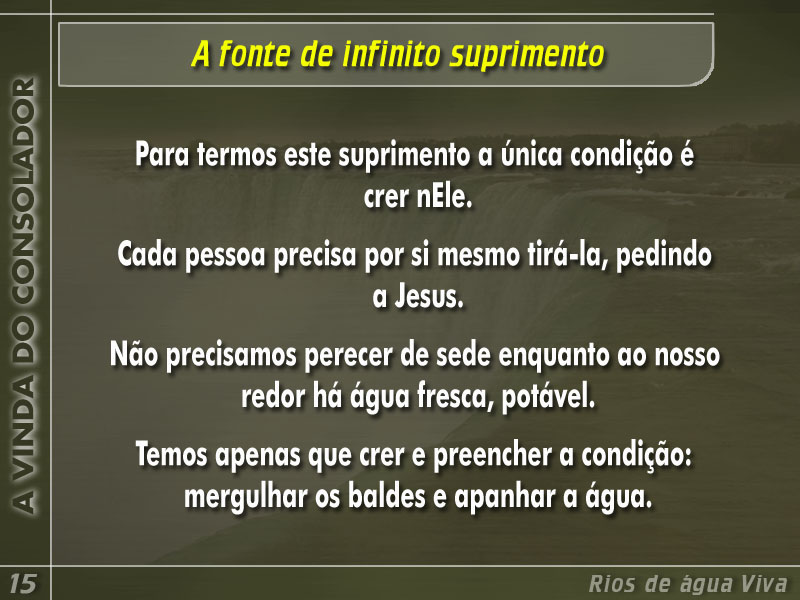 A fonte de infinito suprimento
A VINDA DO CONSOLADOR
Para termos este suprimento a única condição é
crer nEle.
Cada pessoa precisa por si mesmo tirá-la, pedindo
a Jesus.
Não precisamos perecer de sede enquanto ao nosso
redor há água fresca, potável.
Temos apenas que crer e preencher a condição:
mergulhar os baldes e apanhar a água.
15
Rios de água Viva